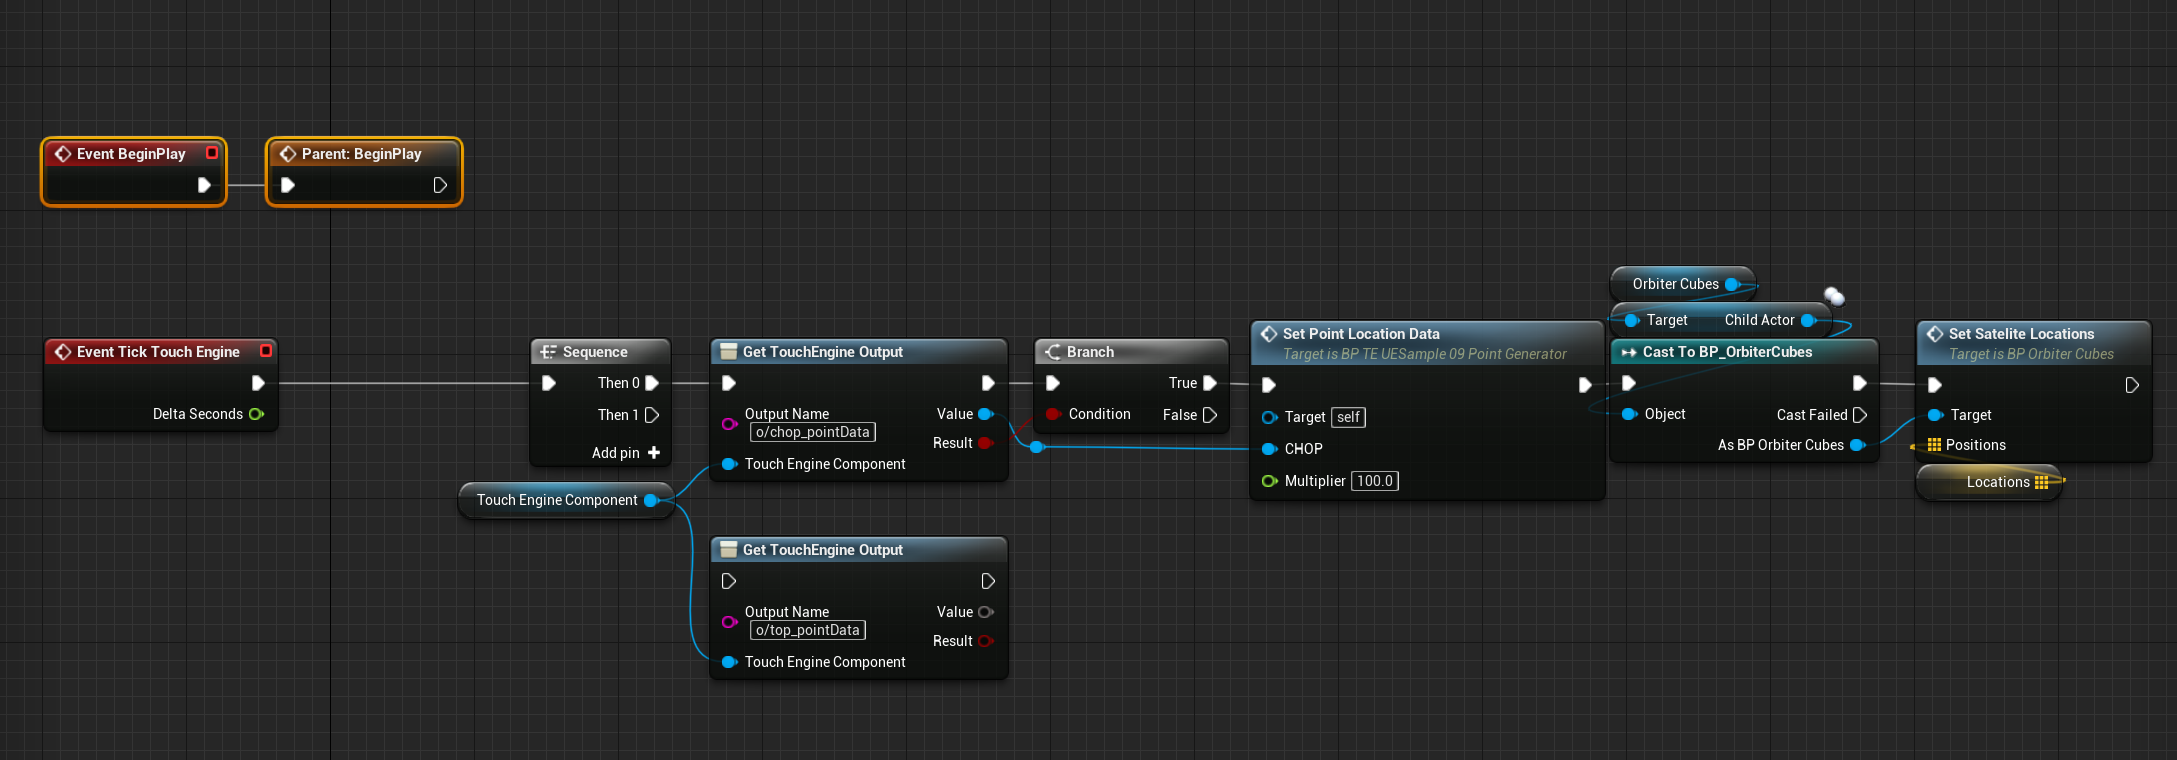 Event BeginPlay
Parent: BeginPlay
Event Tick Touch Engine
Delta Seconds
Sequence
Then 0
Then 1
Add pin
Touch Engine Component
Get TouchEngine Output
Output Name
o/chop_pointData
Value
Result
Touch Engine Component
Get TouchEngine Output
Output Name
o/top_pointData
Value
Result
Touch Engine Component
Branch
True
Condition
False
Set Point Location Data
Target is BP TE UESample 09 Point Generator
Target self
CHOP
Multiplier 100.0
Orbiter Cubes
Target Child Actor
Cast To BP_OrbiterCubes
Object
Cast Failed
As BP Orbiter Cubes
Set Satelite Locations
Target is BP Orbiter Cubes
Target
Positions
Locations